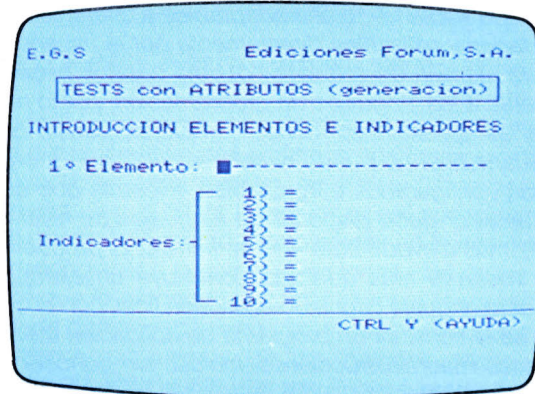 E.G.S Ediciones Forum,S.A.
TESTS con ATRIBUTOS (generacion)
INTRODUCCION ELEMENTOS E INDICADORES
1º Elemento: --------------------
1) =
2) =
3) =
4) =
Indicadores: 5) =
6) =
7) =
8) =
9) =
10) =
CTRL Y (AYUDA)